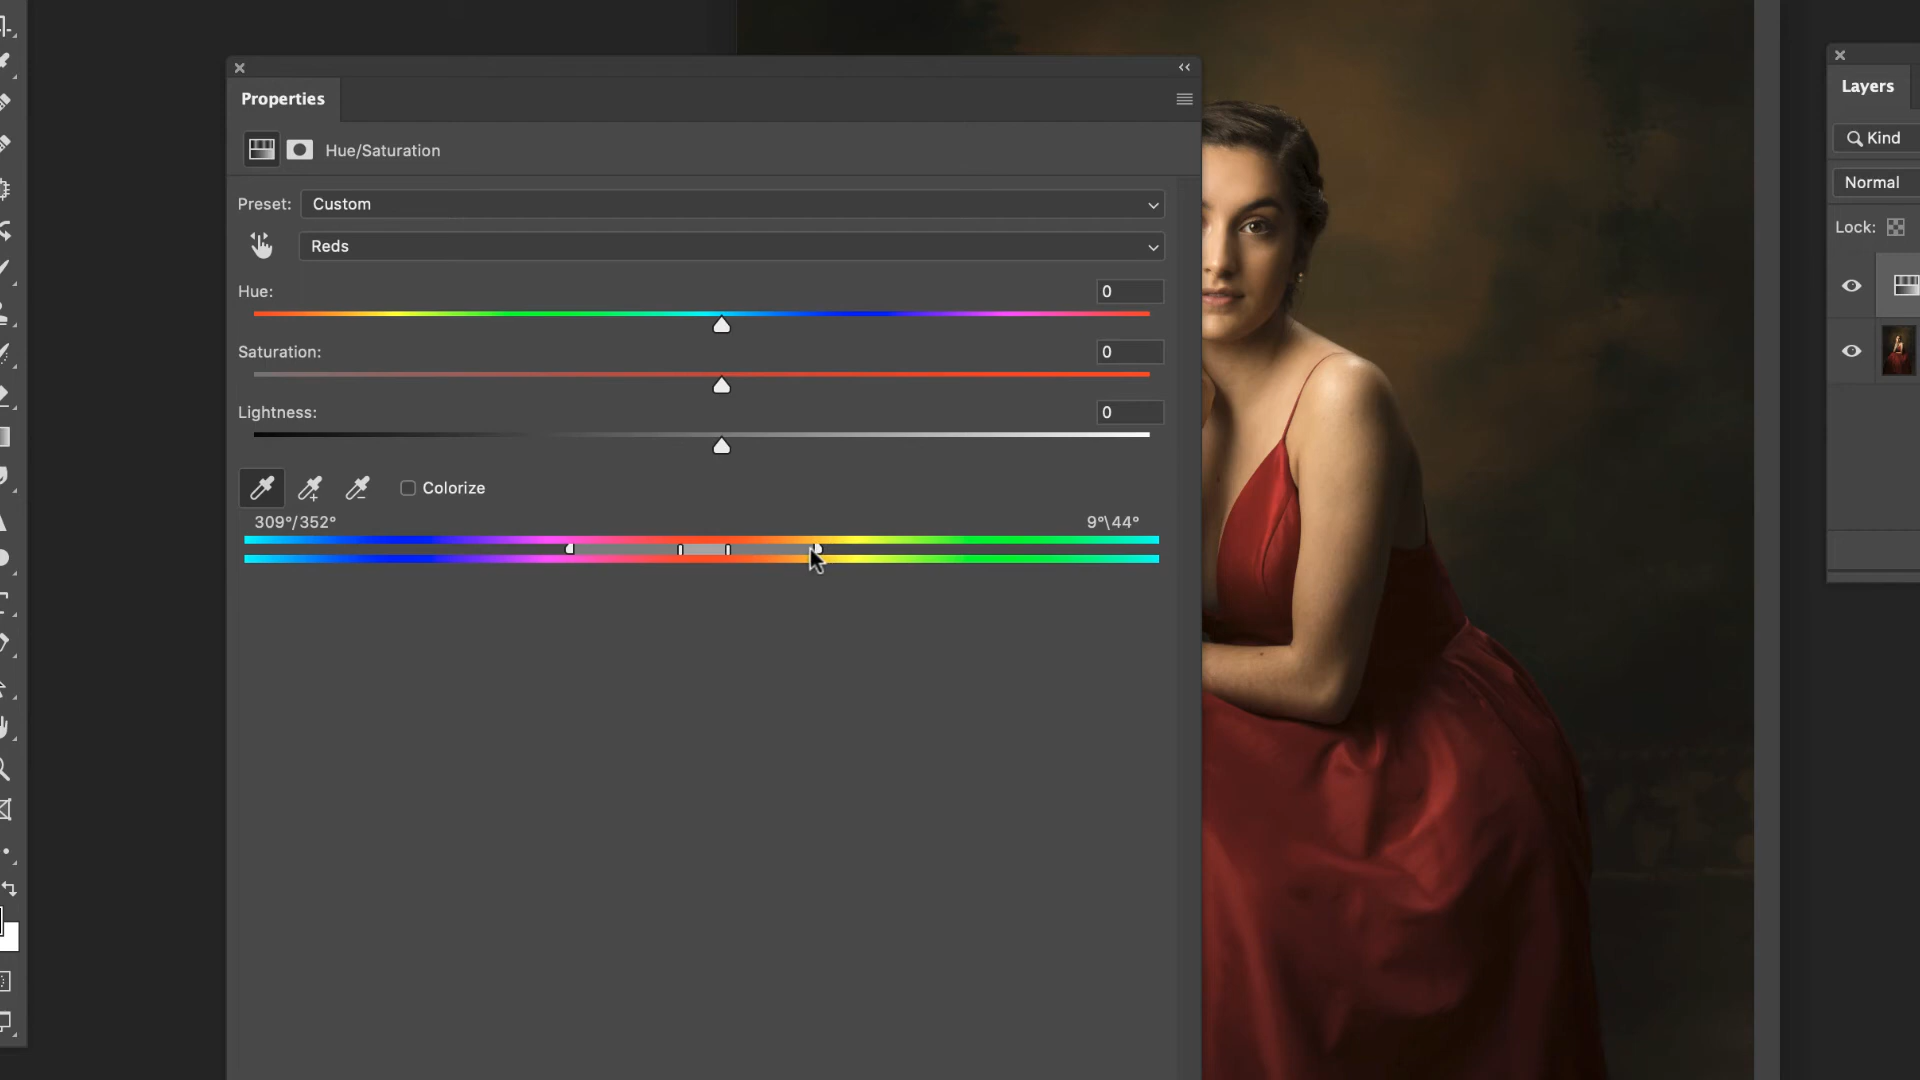 Properties
Hue/Saturation
Preset: Custom
Reds
Hue: 0
Saturation: 0
Lightness: 0
Colorize
309°/352° 9°\44°
Layers
Kind
Normal
Lock: